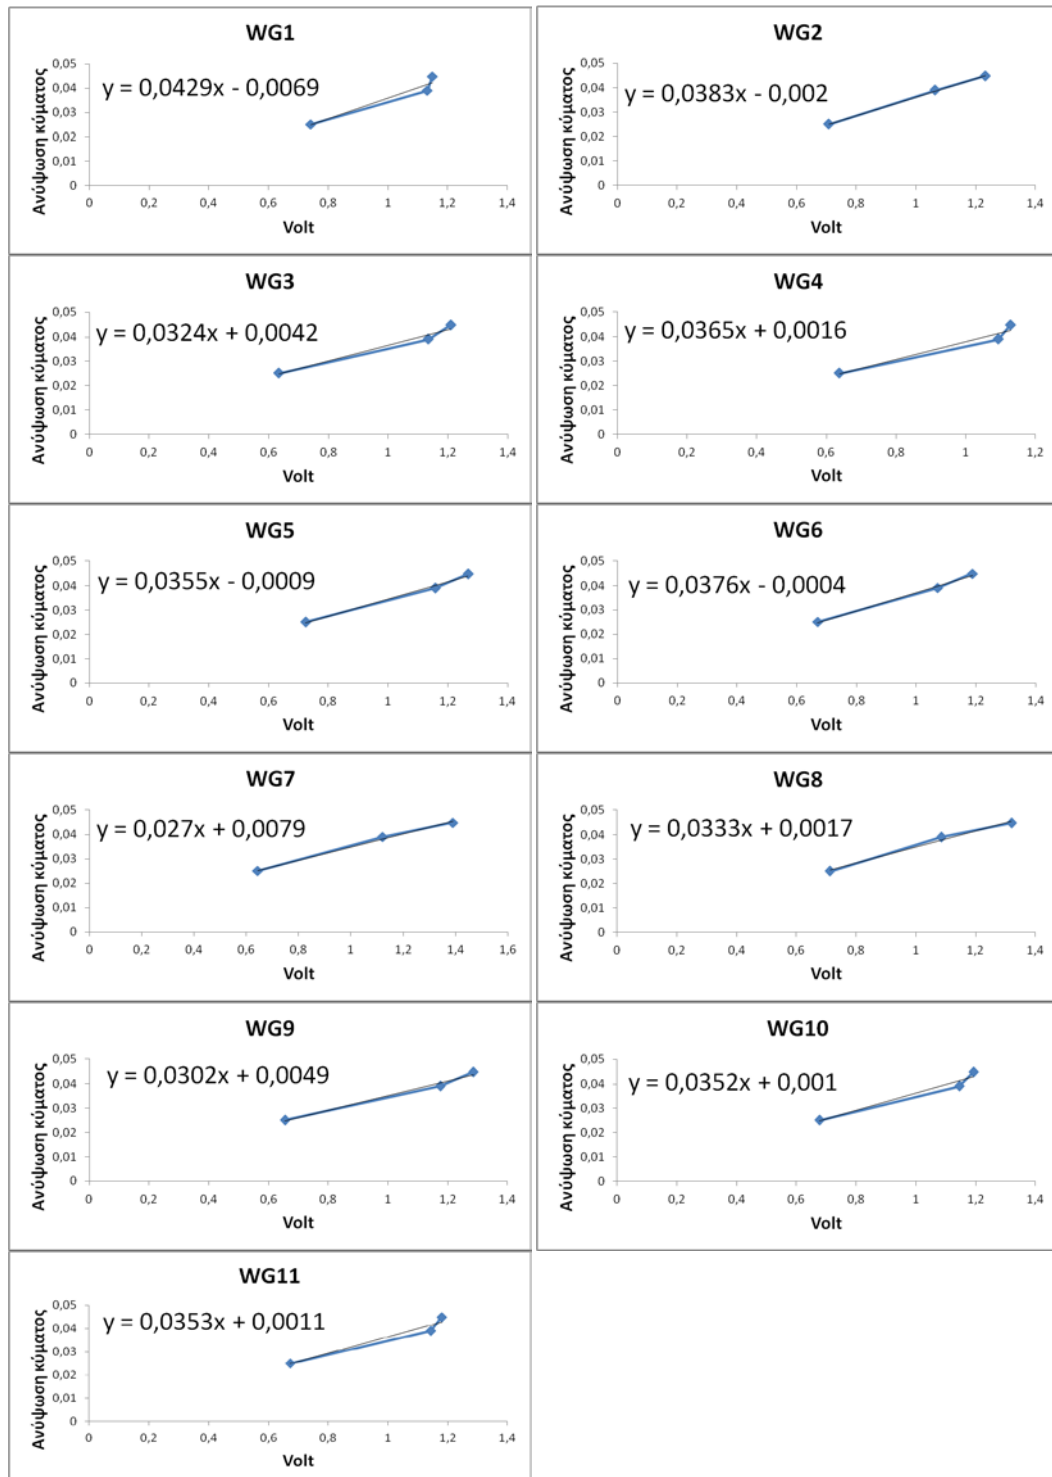 WG1
Ανύψωση κύματος
0,05
0,04
0,03
0,02
0,01
0
y = 0,0429x - 0,0069
0 0,2 0,4 0,6 0,8 1 1,2 1,4
Volt
WG2
Ανύψωση κύματος
0,05
0,04
0,03
0,02
0,01
0
y = 0,0383x - 0,002
0 0,2 0,4 0,6 0,8 1 1,2 1,4
Volt
WG3
Ανύψωση κύματος
0,05
0,04
0,03
0,02
0,01
0
y = 0,0324x + 0,0042
0 0,2 0,4 0,6 0,8 1 1,2 1,4
Volt
WG4
Ανύψωση κύματος
0,05
0,04
0,03
0,02
0,01
0
y = 0,0365x + 0,0016
0 0,2 0,4 0,6 0,8 1 1,2
Volt
WG5
Ανύψωση κύματος
0,05
0,04
0,03
0,02
0,01
0
y = 0,0355x - 0,0009
0 0,2 0,4 0,6 0,8 1 1,2 1,4
Volt
WG6
Ανύψωση κύματος
0,05
0,04
0,03
0,02
0,01
0
y = 0,0376x - 0,0004
0 0,2 0,4 0,6 0,8 1 1,2 1,4
Volt
WG7
Ανύψωση κύματος
0,05
0,04
0,03
0,02
0,01
0
y = 0,027x + 0,0079
0 0,2 0,4 0,6 0,8 1 1,2 1,4 1,6
Volt
WG8
Ανύψωση κύματος
0,05
0,04
0,03
0,02
0,01
0
y = 0,0333x + 0,0017
0 0,2 0,4 0,6 0,8 1 1,2 1,4
Volt
WG9
Ανύψωση κύματος
0,05
0,04
0,03
0,02
0,01
0
y = 0,0302x + 0,0049
0 0,2 0,4 0,6 0,8 1 1,2 1,4
Volt
WG10
Ανύψωση κύματος
0,05
0,04
0,03
0,02
0,01
0
y = 0,0352x + 0,001
0 0,2 0,4 0,6 0,8 1 1,2 1,4
Volt
WG11
Ανύψωση κύματος
0,05
0,04
0,03
0,02
0,01
0
y = 0,0353x + 0,0011
0 0,2 0,4 0,6 0,8 1 1,2 1,4
Volt